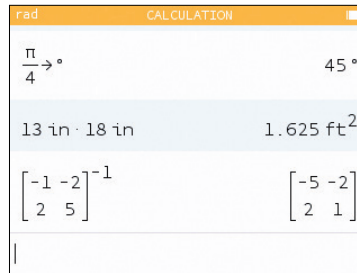 rad CALCULATION
π/4→° 45°
13 in · 18 in 1.625 ft²
[-1 -2; 2 5]⁻¹ [-5 -2; 2 1]